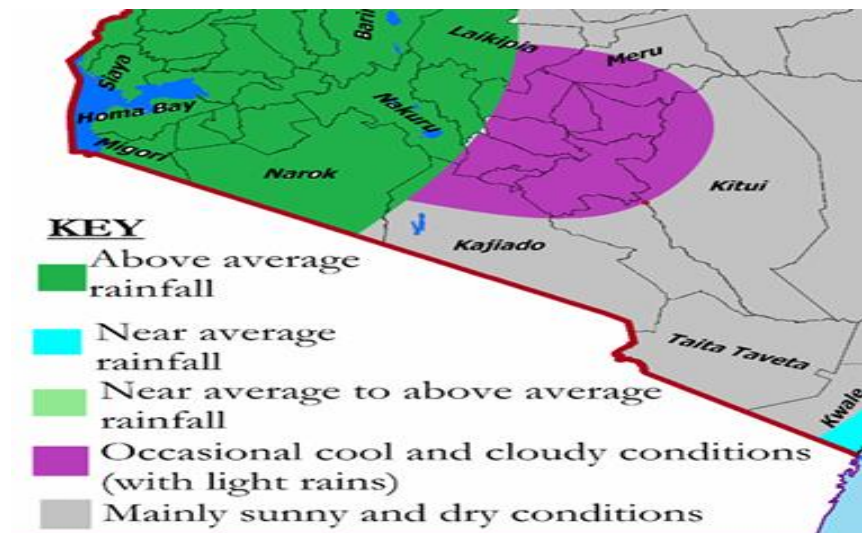 Barin
Laikipia
Meru
Siaya
Homa Bay
Nakuru
Migori
Narok
Kitui
KEY
Kajiado
Above average
rainfall
Near average
rainfall
Taita Taveta
Near average to above average
rainfall
Kwale
Occasional cool and cloudy conditions
(with light rains)
Mainly sunny and dry conditions